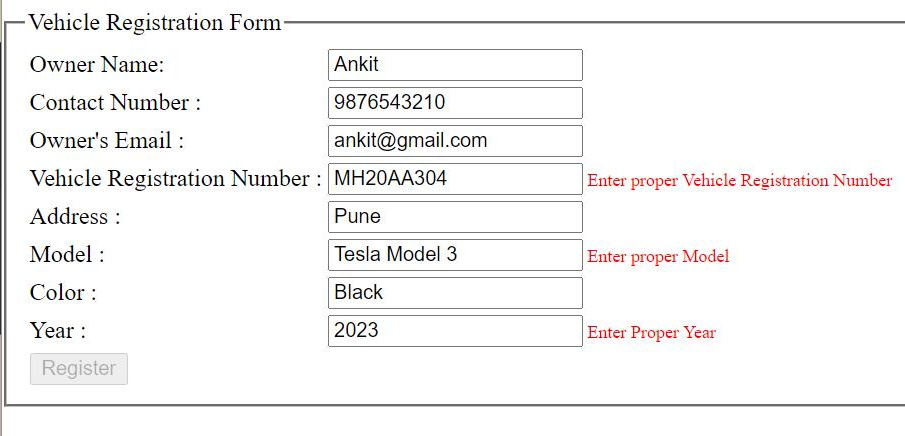 Vehicle Registration Form
Owner Name: Ankit
Contact Number : 9876543210
Owner's Email : ankit@gmail.com
Vehicle Registration Number : MH20AA304 Enter proper Vehicle Registration Number
Address : Pune
Model : Tesla Model 3 Enter proper Model
Color : Black
Year : 2023 Enter Proper Year
Register